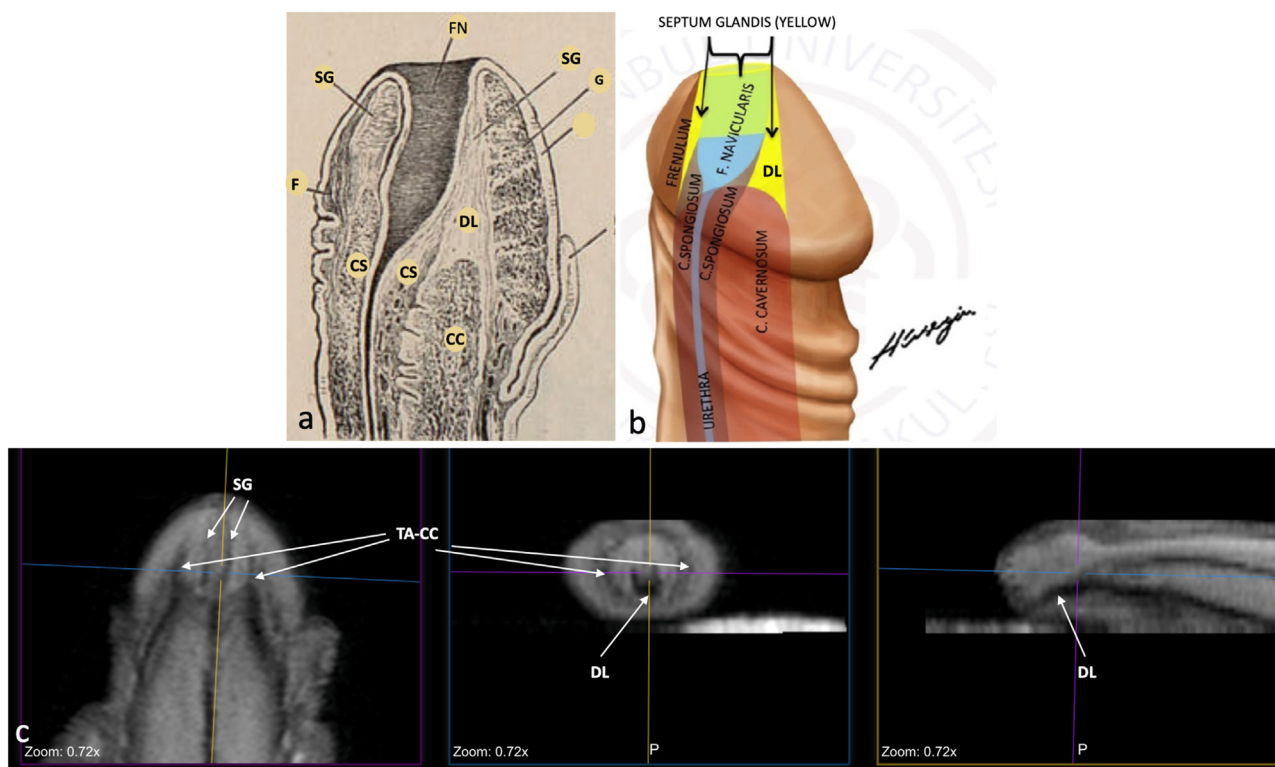 FN
SG
SG
G
F
DL
CS
CS
CC
a
SEPTUM GLANDIS (YELLOW)
FRENULUM
F. NAVICULARIS
DL
C.SPONGIOSUM
C.SPONGIOSUM
C. CAVERNOSUM
URETHRA
b
SG
TA-CC
DL
DL
C
Zoom: 0.72x
Zoom: 0.72x
P
Zoom: 0.72x
P